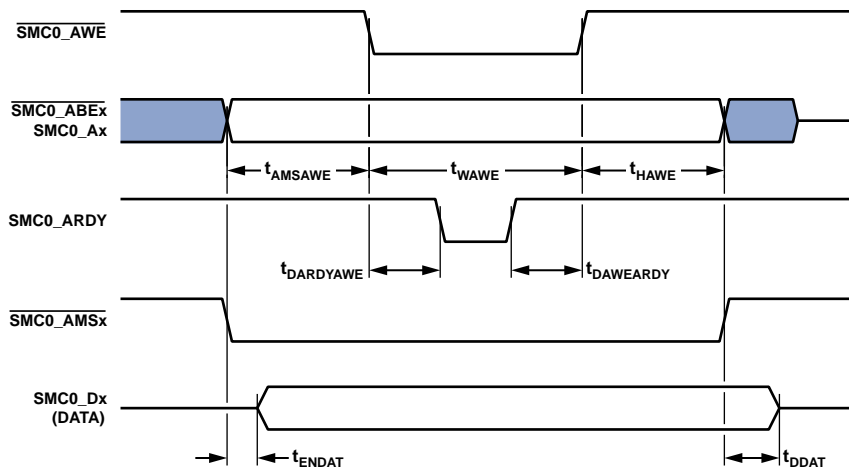 SMC0_AWE
SMC0_ABEx
SMC0_Ax
tAMSAWE
tWAWE
tHAWE
SMC0_ARDY
tDARDYAWE
tDAWEARDY
SMC0_AMSx
SMC0_Dx
(DATA)
tENDAT
tDDAT